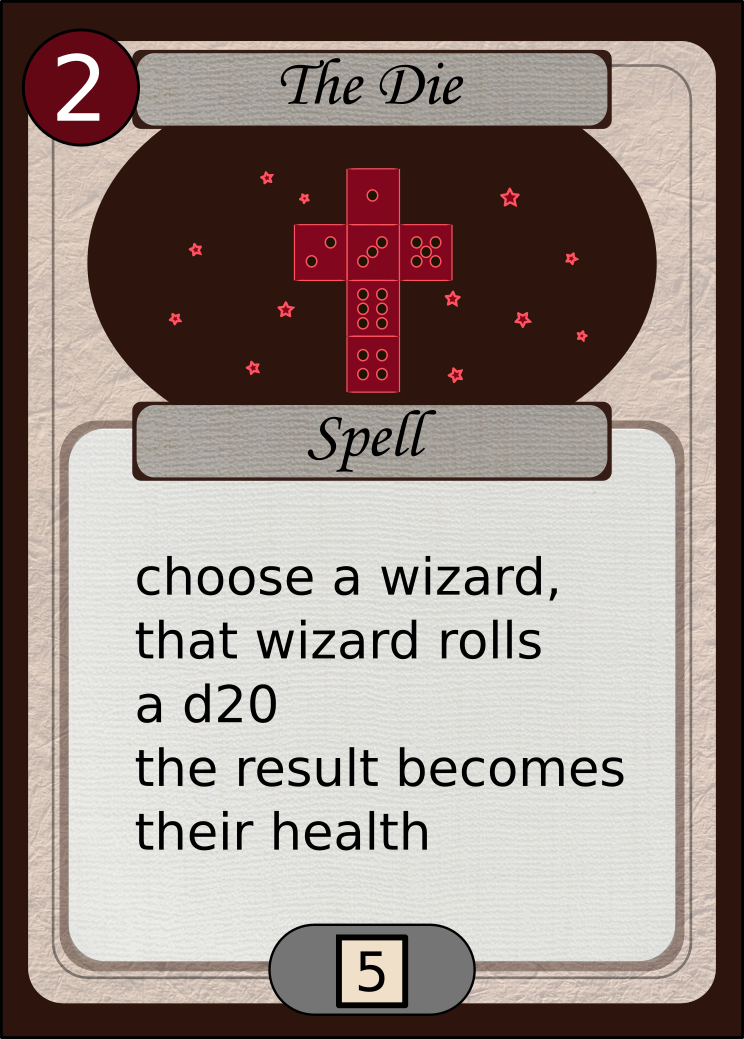 2
The Die
Spell
choose a wizard,
that wizard rolls
a d20
the result becomes
their health
5